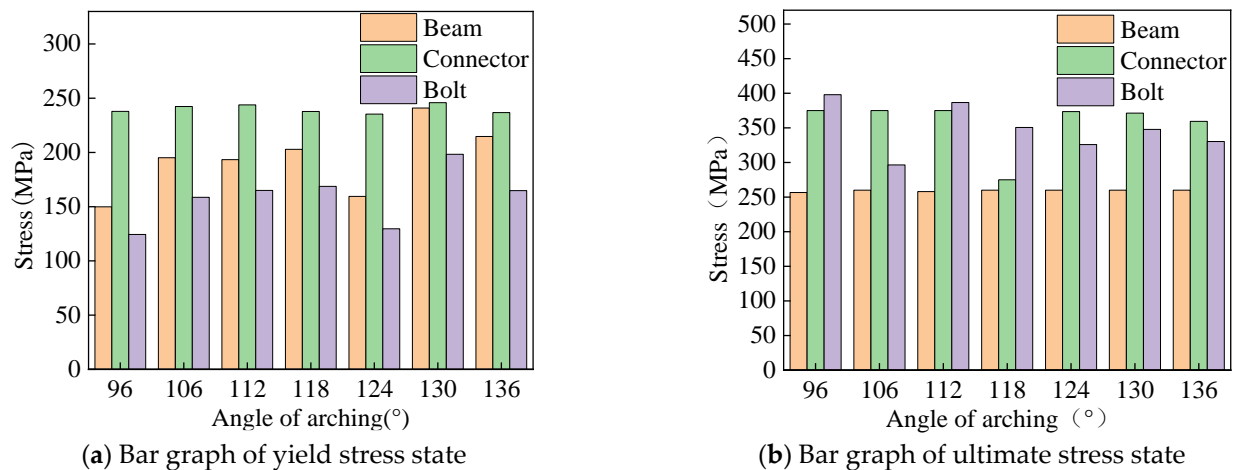 300
250
200
150
100
50
0
Stress(MPa)
Beam
Connector
Bolt
96 106 112 118 124 130 136
Angle of arching(°)
(a) Bar graph of yield stress state
500
450
400
350
300
250
200
150
100
50
0
Stress（MPa）
Beam
Connector
Bolt
96 106 112 118 124 130 136
Angle of arching（°）
(b) Bar graph of ultimate stress state